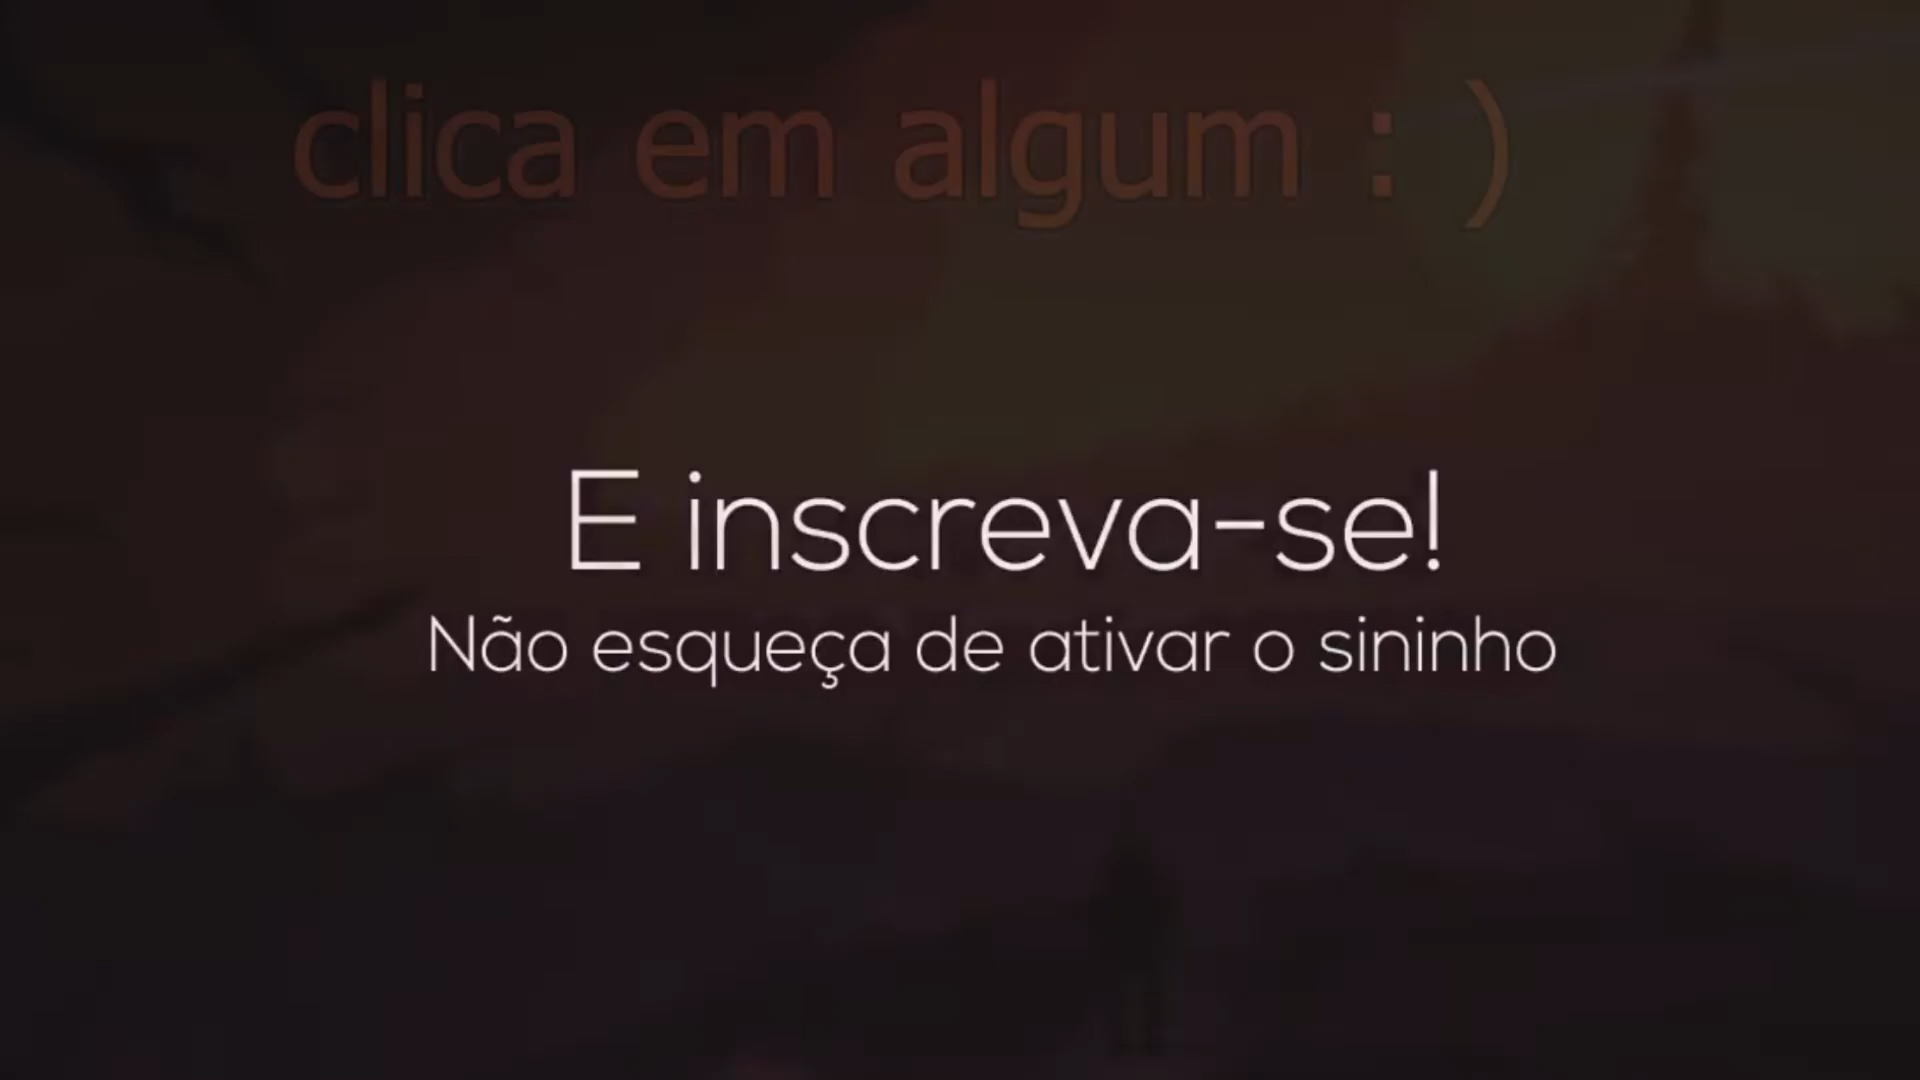 clica em algum : )
E inscreva-se!
Não esqueça de ativar o sininho